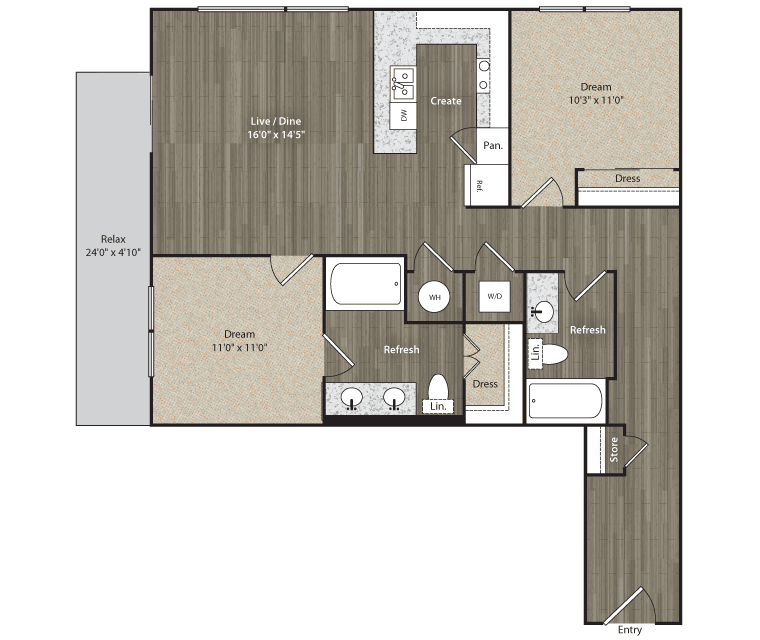 Dream
10'3" x 11'0"
Create
Live / Dine
16'0" x 14'5"
DW
Pan.
Dress
Ref.
Relax
24'0" x 4'10"
WH
W/D
Refresh
Dream
11'0" x 11'0"
Refresh
Lin.
Dress
Lin.
Store
Entry